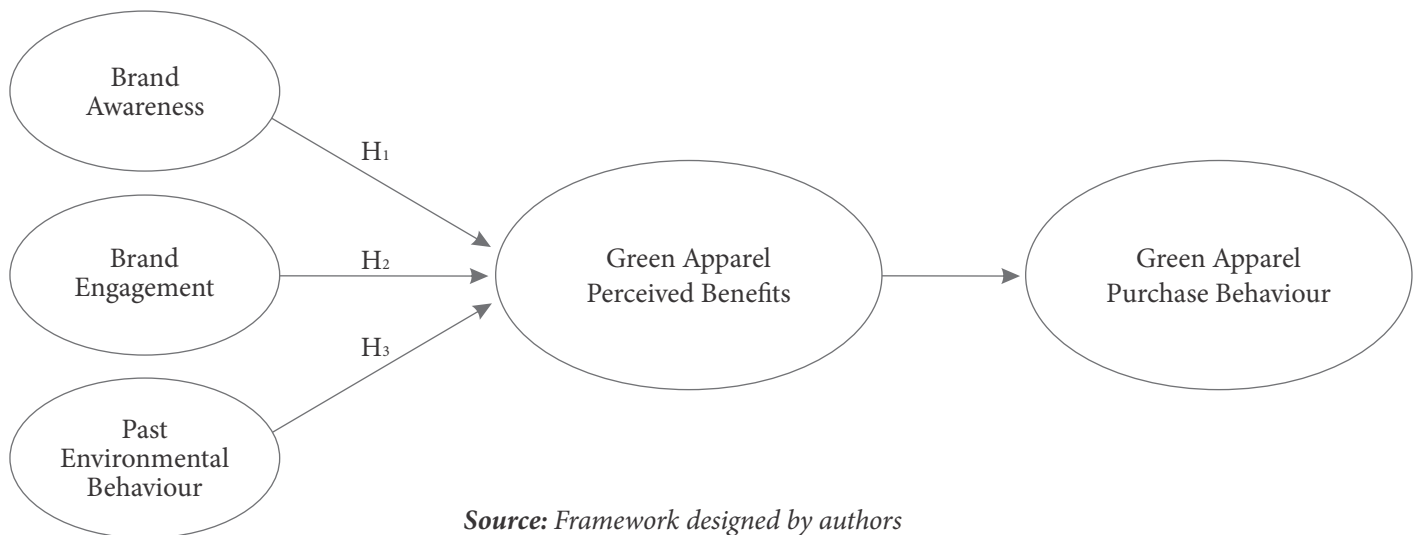 Brand
Awareness
H₁
Brand
Engagement
H₂
Past
Environmental
Behaviour
H₃
Green Apparel
Perceived Benefits
Green Apparel
Purchase Behaviour
Source: Framework designed by authors